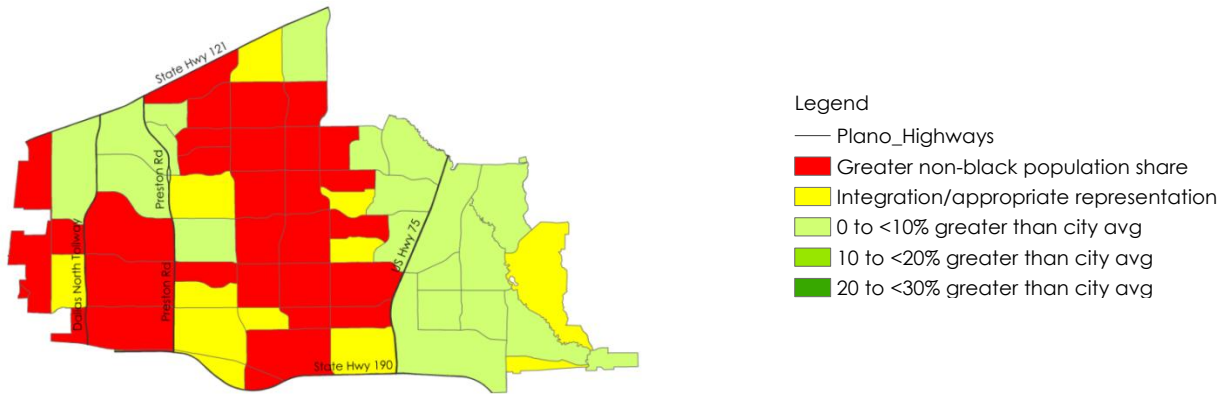 State Hwy 121
Preston Rd
Dallas North Tallway
Preston Rd
US Hwy 75
State Hwy 190
Legend
Plano_Highways
Greater non-black population share
Integration/appropriate representation
0 to <10% greater than city avg
10 to <20% greater than city avg
20 to <30% greater than city avg